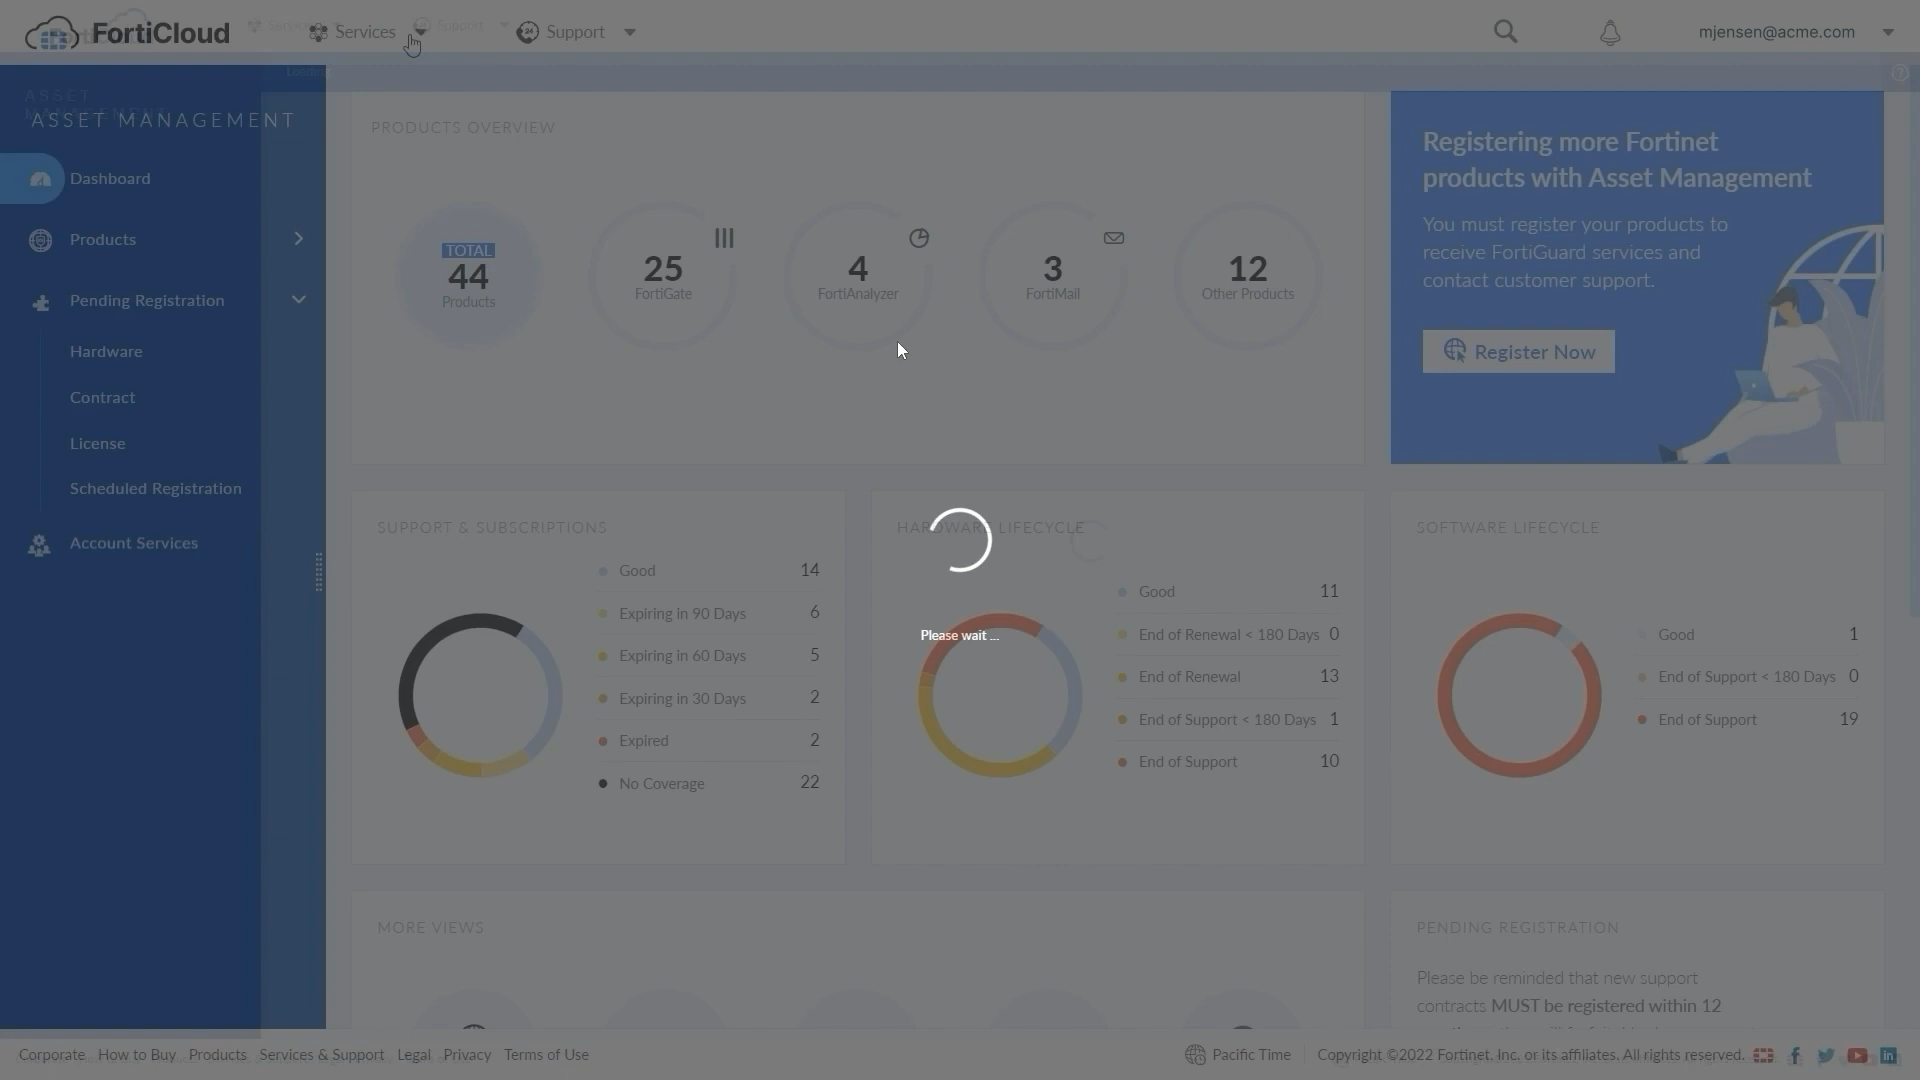 FortiCloud
Services
Support
mjensen@acme.com
ASSET MANAGEMENT
Dashboard
Products
Pending Registration
Hardware
Contract
License
Scheduled Registration
Account Services
PRODUCTS OVERVIEW
TOTAL
44
Products
25
FortiGate
4
FortiAnalyzer
3
FortiMail
12
Other Products
Registering more Fortinet
products with Asset Management
You must register your products to
receive FortiGuard services and
contact customer support.
Register Now
SUPPORT & SUBSCRIPTIONS
Good 14
Expiring in 90 Days 6
Expiring in 60 Days 5
Expiring in 30 Days 2
Expired 2
No Coverage 22
HARDWARE LIFECYCLE
Please wait ...
Good 11
End of Renewal < 180 Days 0
End of Renewal 13
End of Support < 180 Days 1
End of Support 10
SOFTWARE LIFECYCLE
Good 1
End of Support < 180 Days 0
End of Support 19
MORE VIEWS
PENDING REGISTRATION
Please be reminded that new support
contracts MUST be registered within 12
Corporate How to Buy Products Services & Support Legal Privacy Terms of Use
Pacific Time
Copyright ©2022 Fortinet, Inc. or its affiliates. All rights reserved.